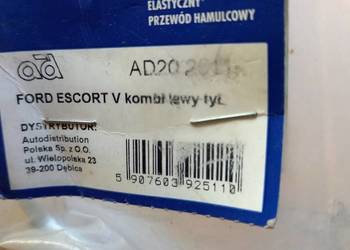 ELASTYCZNY
PRZEWÓD HAMULCOWY
ad
FORD ESCORT V kombi lewy tył
DYSTRYBUTOR:
Autodistribution
Polska Sp. z O.O.
ul. Wielopolska 23
39-200 Dębica
5 907603 925110